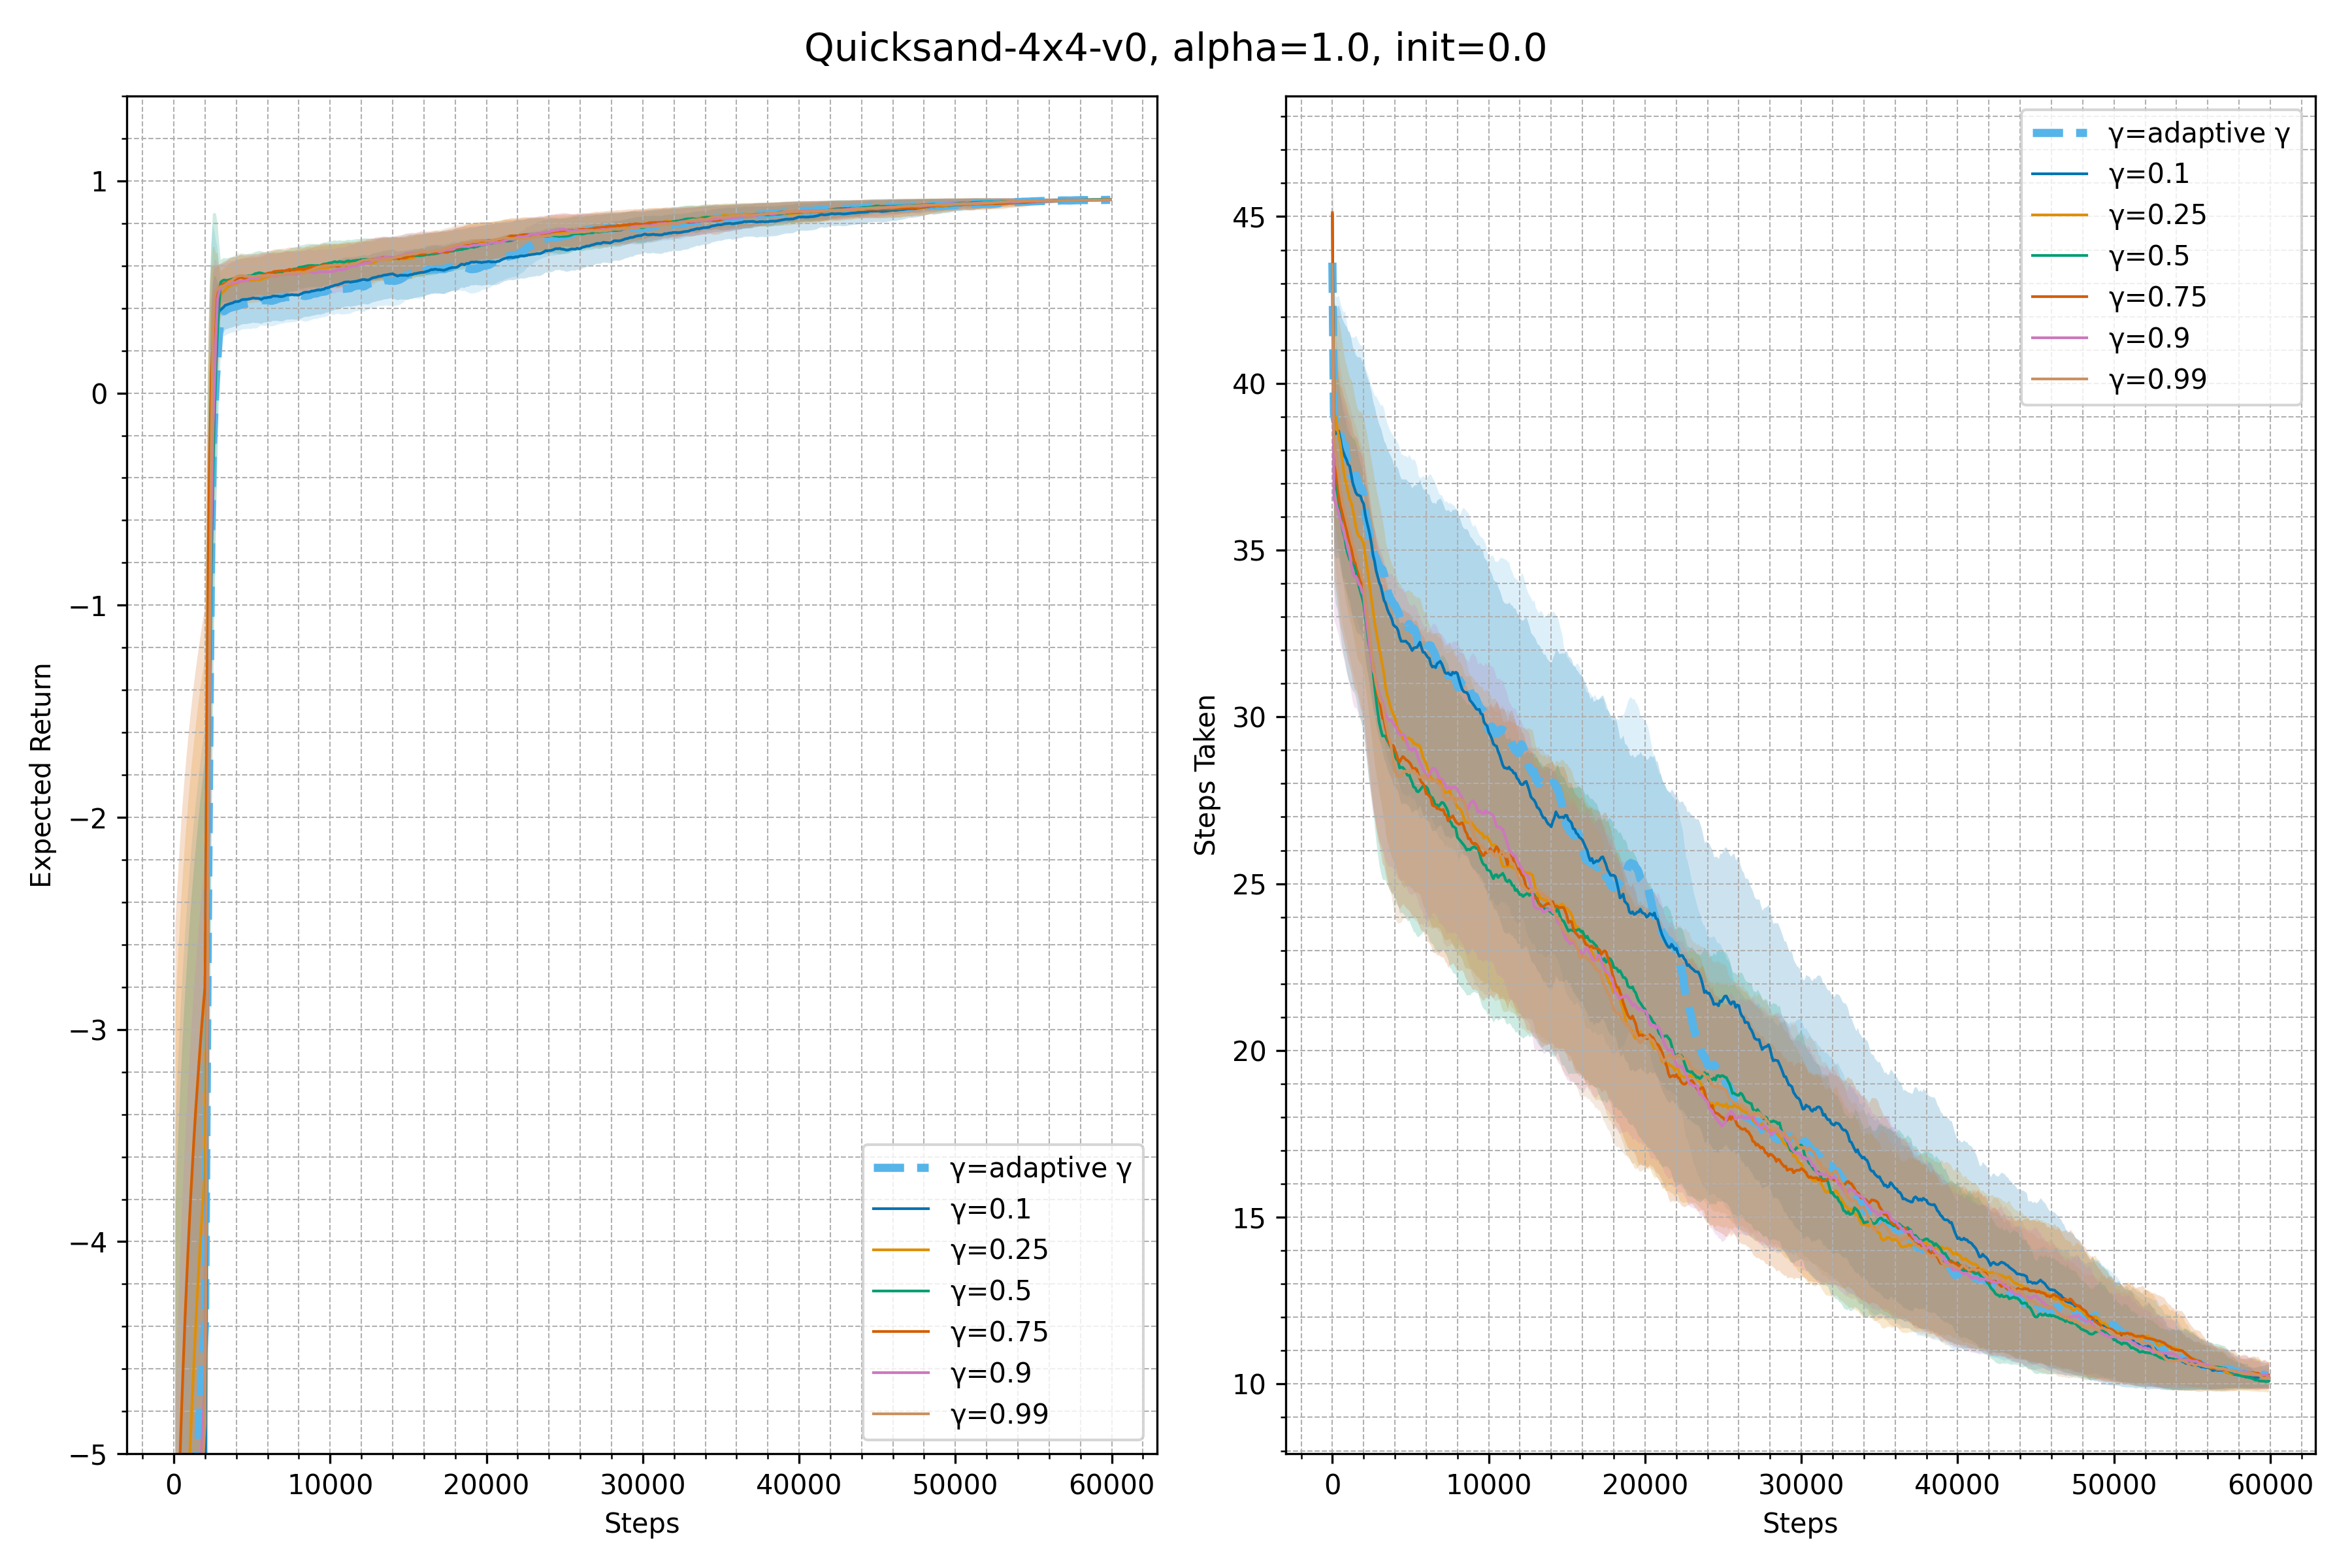 Quicksand-4x4-v0, alpha=1.0, init=0.0
Expected Return
1
0
−1
−2
−3
−4
−5
0 10000 20000 30000 40000 50000 60000
Steps
γ=adaptive γ
γ=0.1
γ=0.25
γ=0.5
γ=0.75
γ=0.9
γ=0.99
Steps Taken
45
40
35
30
25
20
15
10
0 10000 20000 30000 40000 50000 60000
Steps
γ=adaptive γ
γ=0.1
γ=0.25
γ=0.5
γ=0.75
γ=0.9
γ=0.99